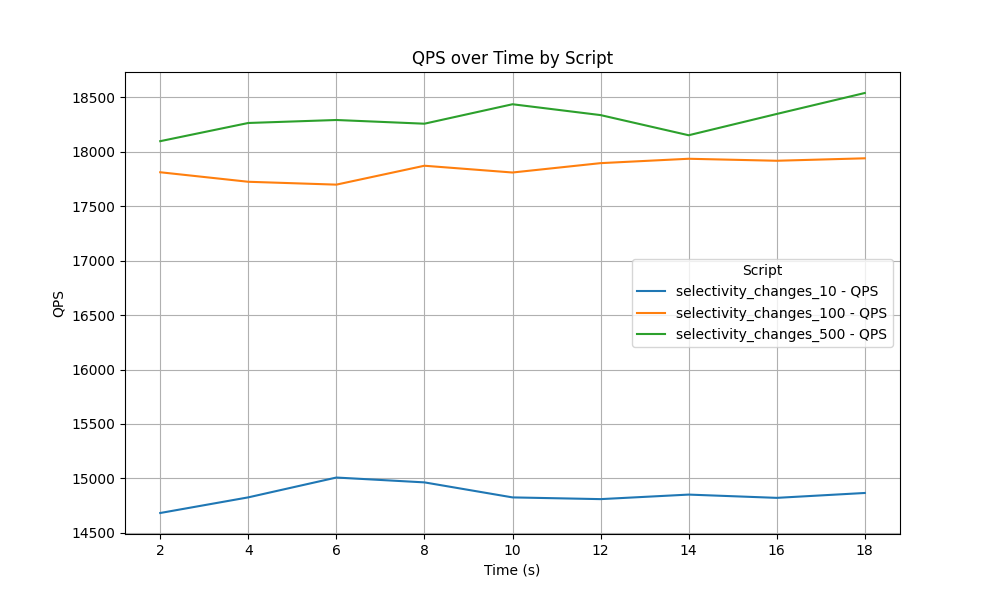 QPS over Time by Script
18500
18000
17500
17000
16500
16000
15500
15000
14500
QPS
Script
selectivity_changes_10 - QPS
selectivity_changes_100 - QPS
selectivity_changes_500 - QPS
2 4 6 8 10 12 14 16 18
Time (s)